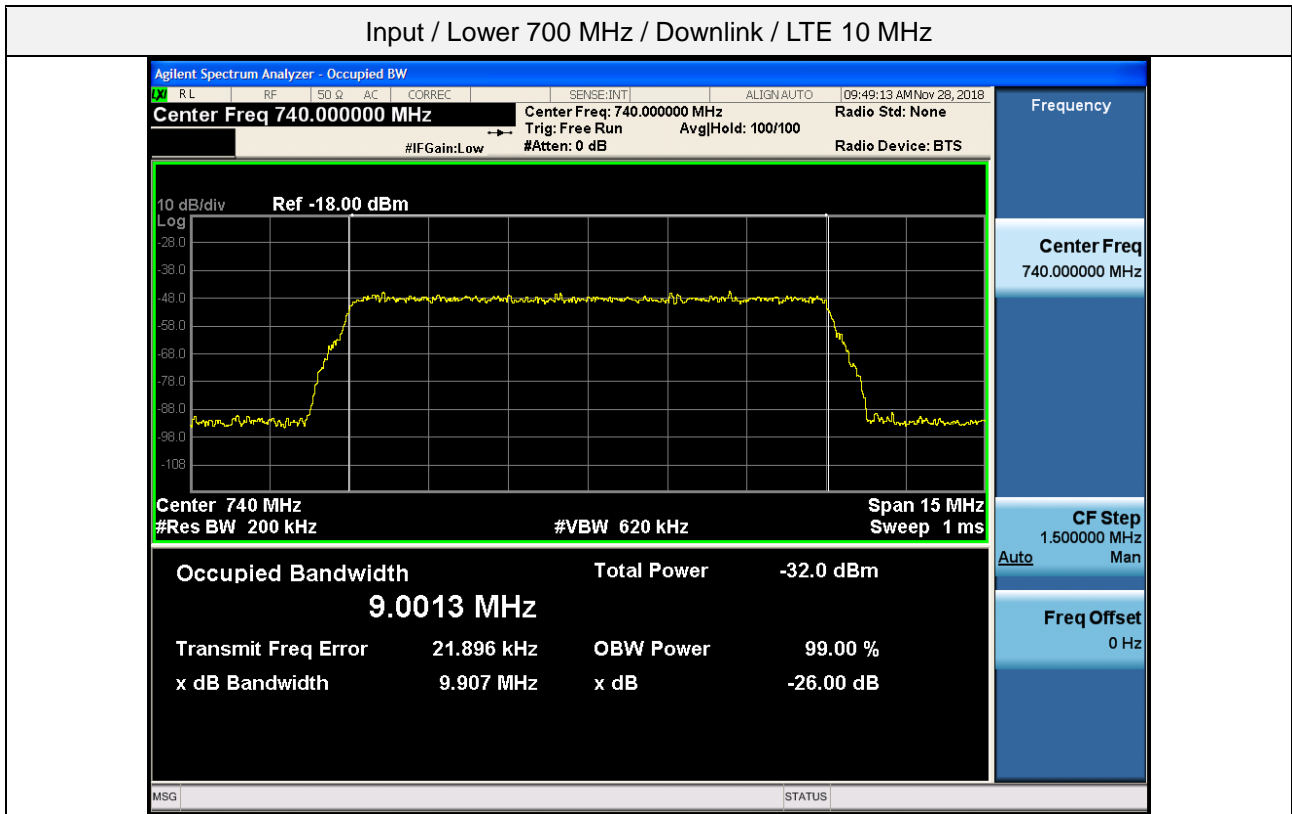 Input / Lower 700 MHz / Downlink / LTE 10 MHz
Agilent Spectrum Analyzer - Occupied BW
LXI RL RF 50 Ω AC CORREC SENSE:INT ALIGNAUTO 09:49:13 AM Nov 28, 2018
Center Freq 740.000000 MHz
Center Freq: 740.000000 MHz Radio Std: None
Trig: Free Run Avg|Hold: 100/100
#IFGain:Low #Atten: 0 dB Radio Device: BTS
Frequency
10 dB/div Ref -18.00 dBm
Log
-28.0
-38.0
-48.0
-58.0
-68.0
-78.0
-88.0
-98.0
-108
Center 740 MHz Span 15 MHz
#Res BW 200 kHz #VBW 620 kHz Sweep 1 ms
Center Freq
740.000000 MHz
CF Step
1.500000 MHz
Auto Man
Freq Offset
0 Hz
Occupied Bandwidth Total Power -32.0 dBm
9.0013 MHz
Transmit Freq Error 21.896 kHz OBW Power 99.00 %
x dB Bandwidth 9.907 MHz x dB -26.00 dB
MSG STATUS